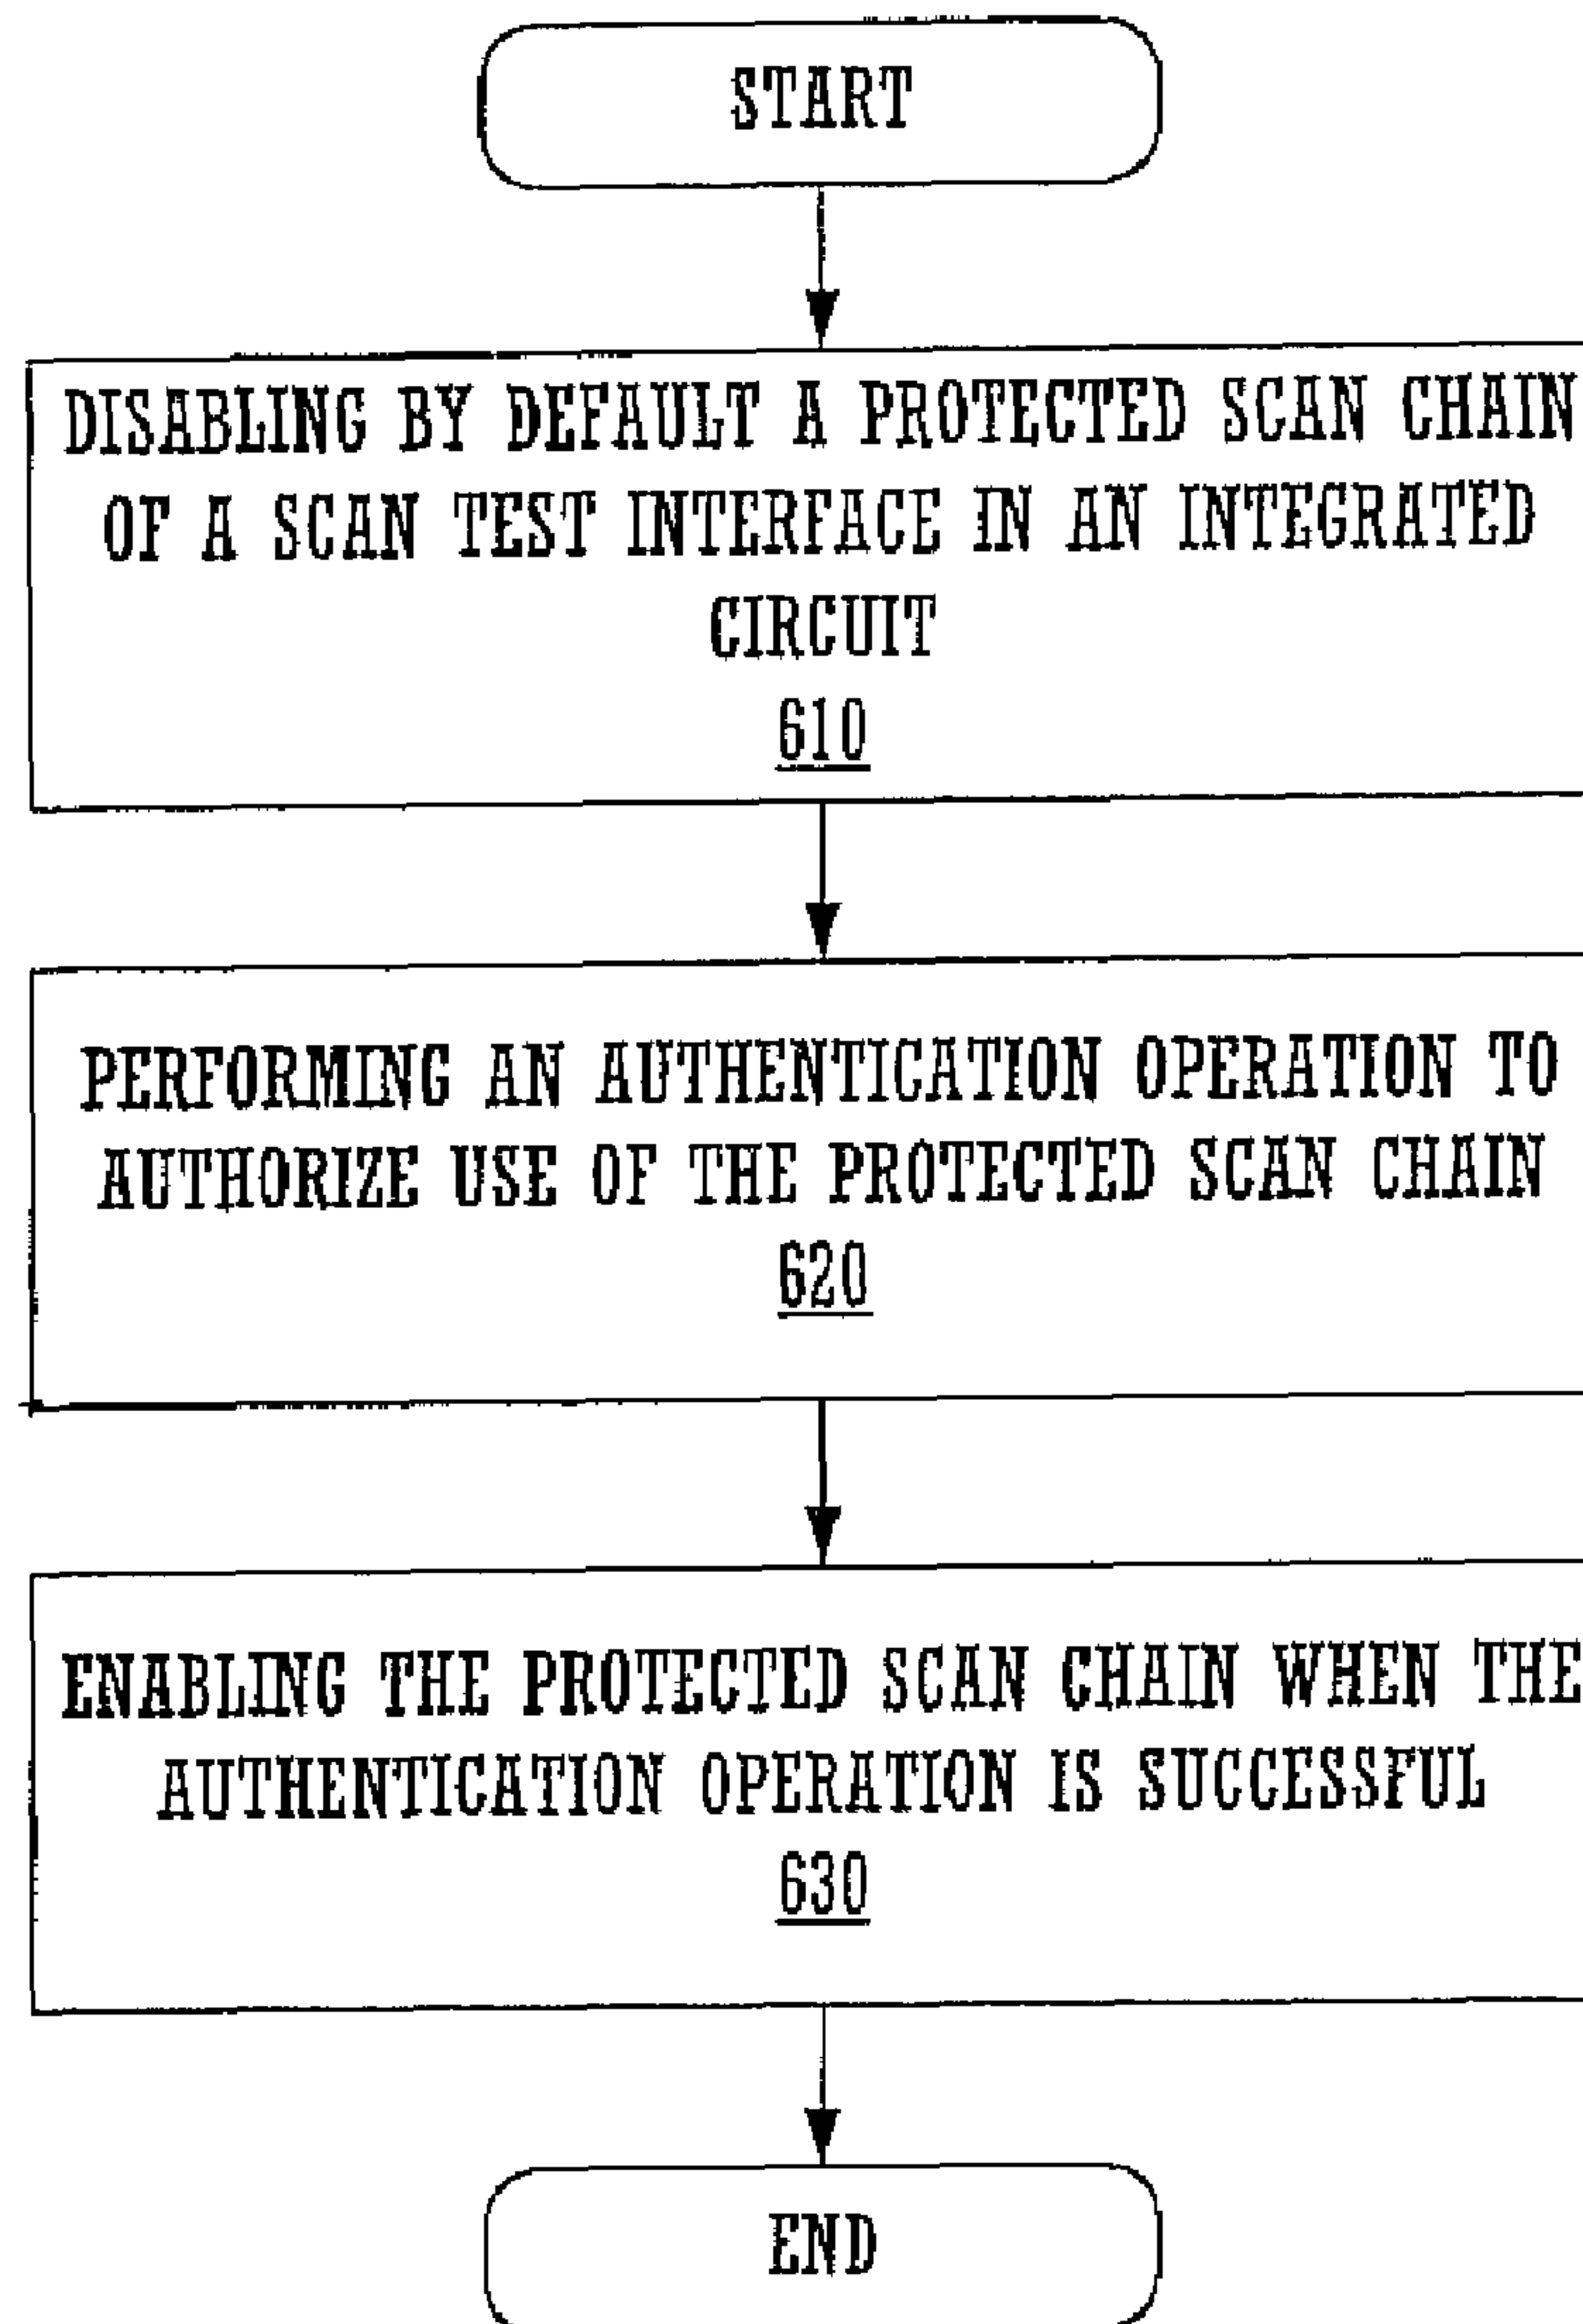 START
DISABLING BY DEFAULT A PROTECTED SCAN CHAIN
OF A SCAN TEST INTERFACE IN AN INTEGRATED
CIRCUIT
610
PERFORMING AN AUTHENTICATION OPERATION TO
AUTHORIZE USE OF THE PROTECTED SCAN CHAIN
620
ENABLING THE PROTECTED SCAN CHAIN WHEN THE
AUTHENTICATION OPERATION IS SUCCESSFUL
630
END